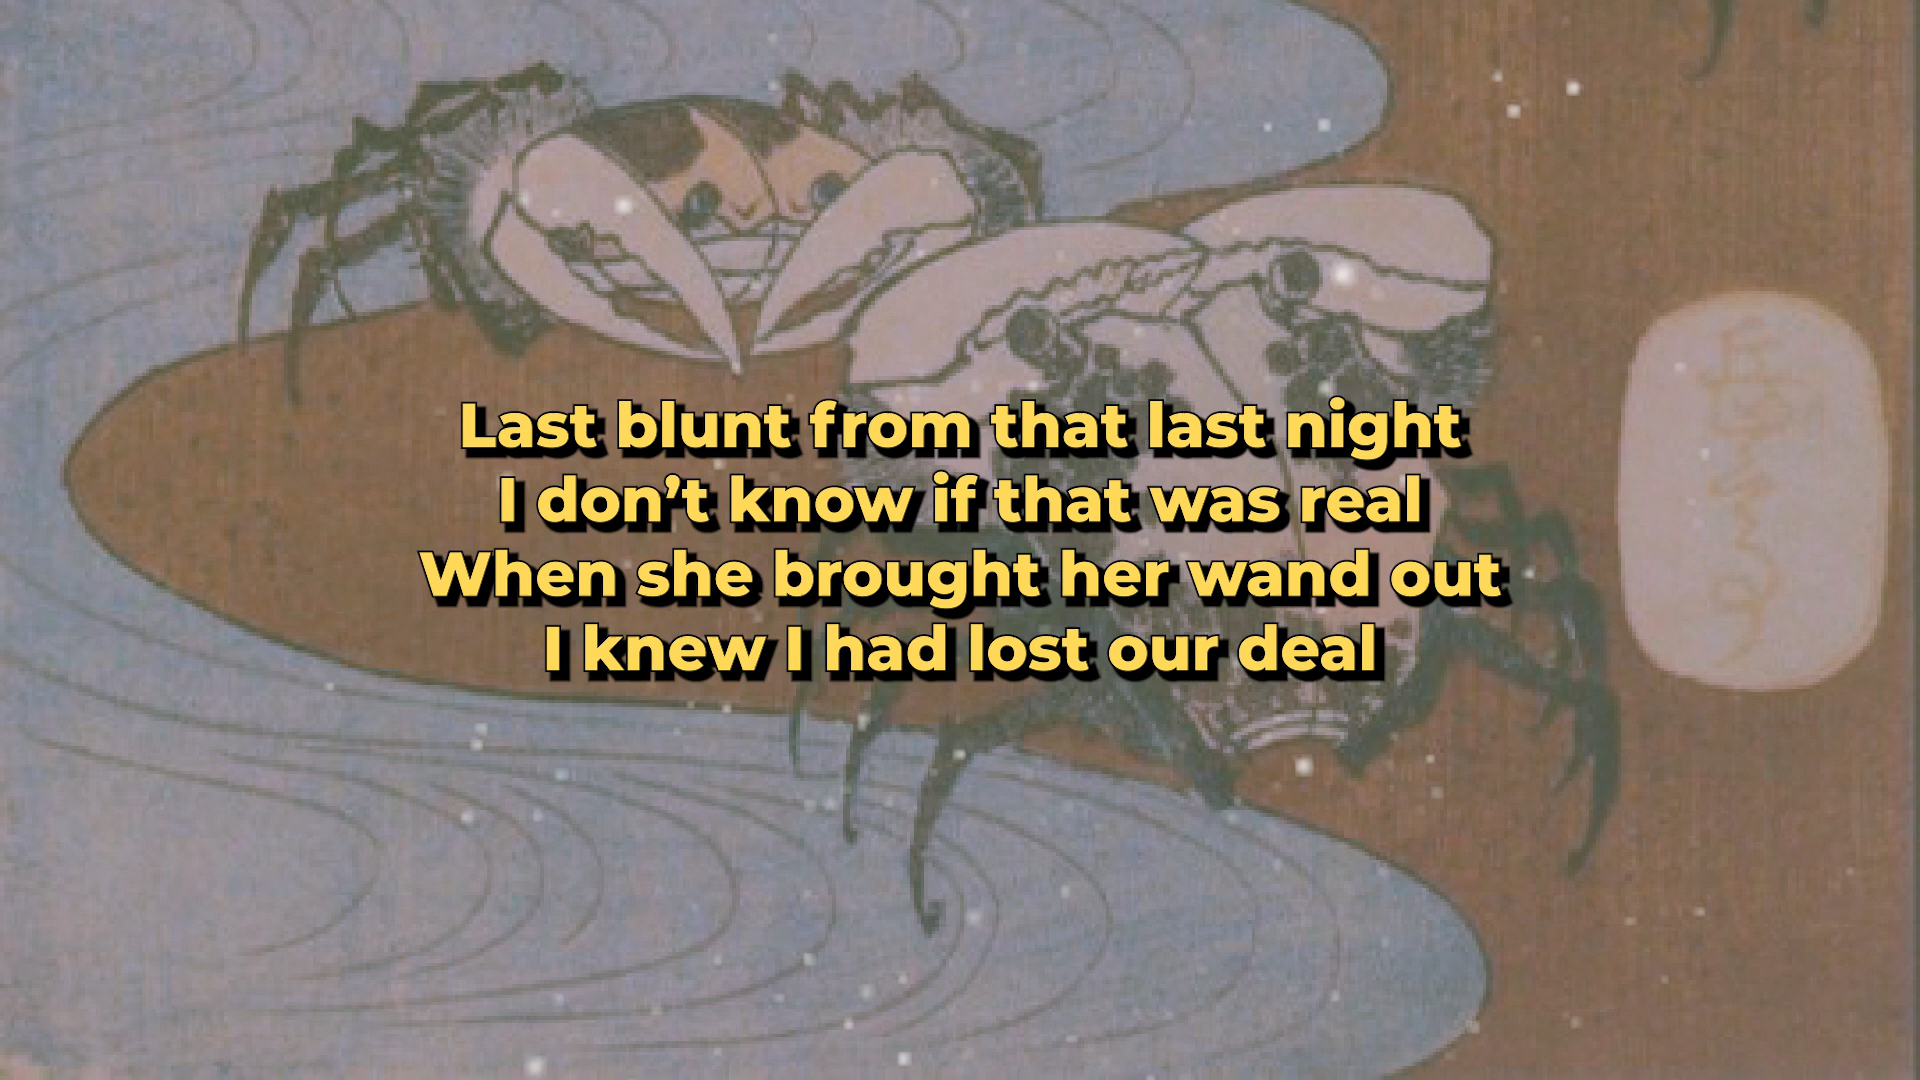 Last blunt from that last night
I don’t know if that was real
When she brought her wand out
I knew I had lost our deal